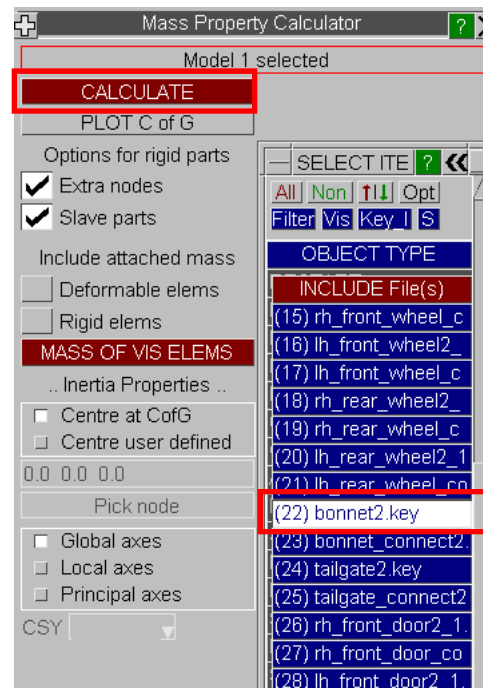 Mass Property Calculator ?
Model 1 selected
CALCULATE
PLOT C of G
Options for rigid parts
Extra nodes
Slave parts
Include attached mass
Deformable elems
Rigid elems
MASS OF VIS ELEMS
.. Inertia Properties ..
Centre at CofG
Centre user defined
0.0 0.0 0.0
Pick node
Global axes
Local axes
Principal axes
CSY
SELECT ITE ?
All Non Opt
Filter Vis Key_I S
OBJECT TYPE
INCLUDE File(s)
(15) rh_front_wheel_c
(16) lh_front_wheel2_
(17) lh_front_wheel_c
(18) rh_rear_wheel2_
(19) rh_rear_wheel_c
(20) lh_rear_wheel2_1
(21) lh_rear_wheel_co
(22) bonnet2.key
(23) bonnet_connect2.
(24) tailgate2.key
(25) tailgate_connect2
(26) rh_front_door2_1.
(27) rh_front_door_co
(28) lh_front_door2_1.